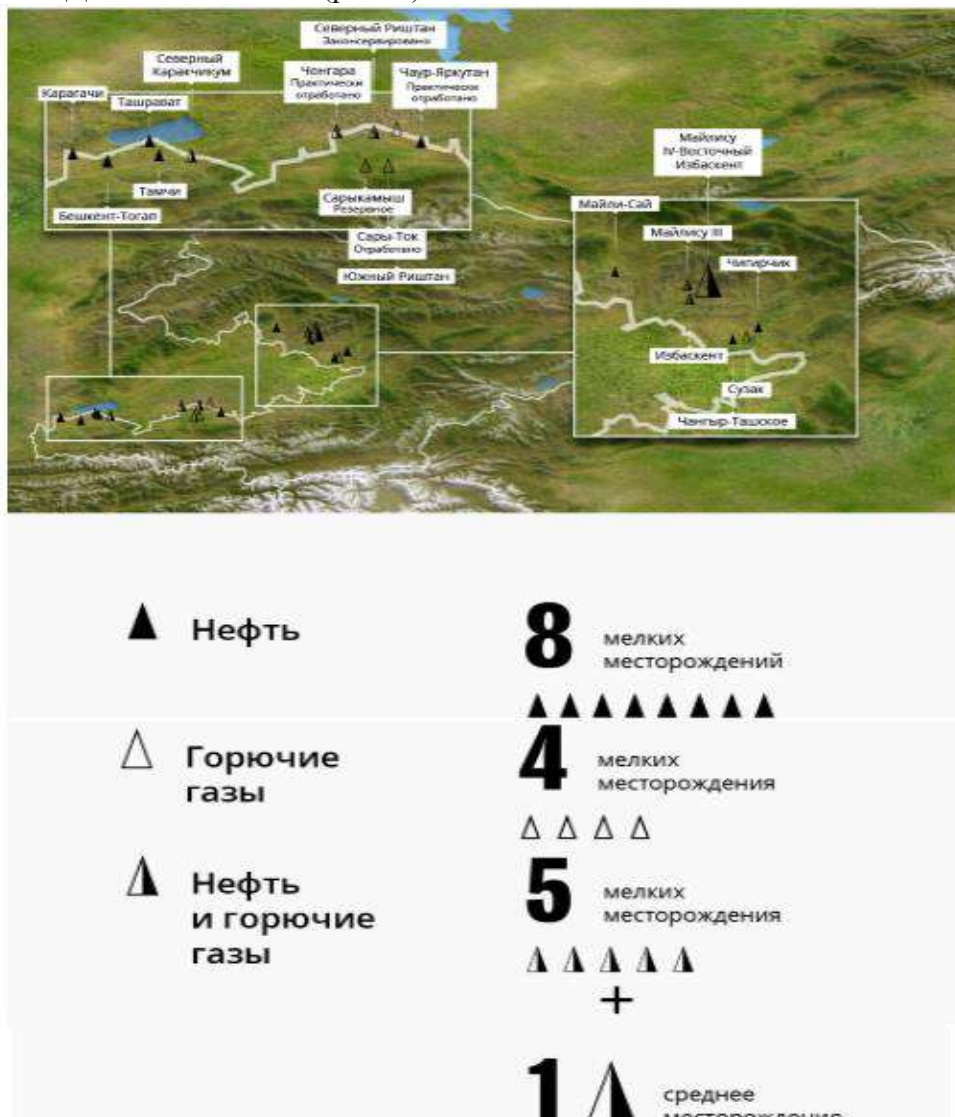 Северный Риштан
Законсервировано
Северный
Каракчикум
Чонгара
Практически
отработано
Чаур-Яркутан
Практически
отработано
Карагачи
Ташрават
Тамчи
Бешкент-Тогап
Сарыкамыш
Резервное
Сары-Ток
Отработано
Южный Риштан
Майлису
IV-Восточный
Избаскент
Майли-Сай
Майлису III
Чигирчик
Избаскент
Сузак
Чангыр-Ташское
Нефть
8 мелких
месторождений
Горючие
газы
4 мелких
месторождения
Нефть
и горючие
газы
5 мелких
месторождения
+
1 среднее
месторождение